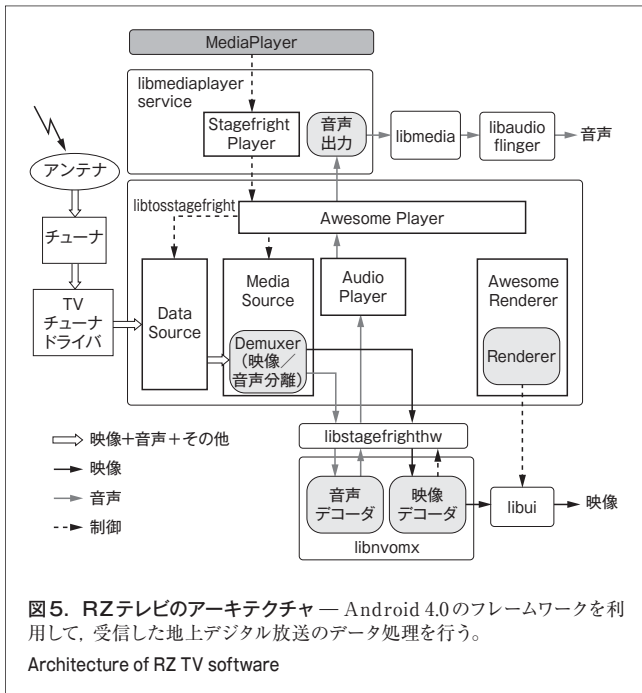 MediaPlayer
libmediaplayer
service
Stagefright
Player
音声
出力
libmedia
libaudio
flinger
音声
アンテナ
チューナ
TV
チューナ
ドライバ
libtosstagefright
Awesome Player
Data
Source
Media
Source
Demuxer
(映像/
音声分離)
Audio
Player
Awesome
Renderer
Renderer
映像+音声+その他
映像
音声
制御
libstagefrighthw
音声
デコーダ
映像
デコーダ
libnvomx
libui
映像
図5. RZテレビのアーキテクチャ — Android 4.0のフレームワークを利
用して,受信した地上デジタル放送のデータ処理を行う。
Architecture of RZ TV software